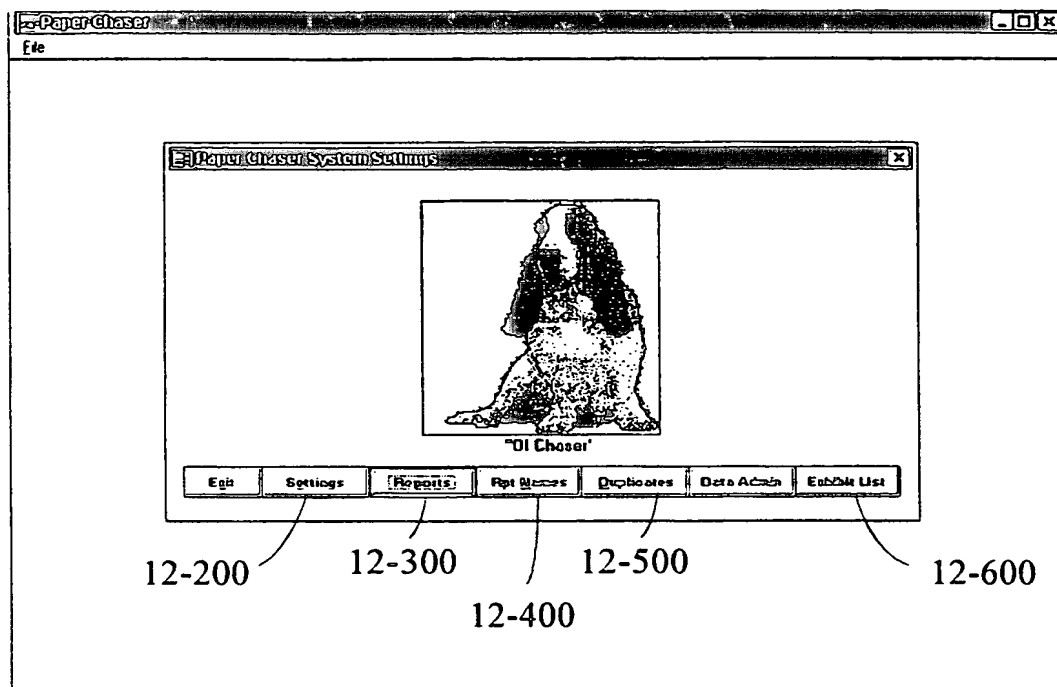 Paper Chaser
File
Paper Chaser System Settings
"Ol Chaser'
Exit Settings Reports Rpt Names Duplicates Data Admin Exhibit List
12-200 12-300 12-500 12-600
12-400